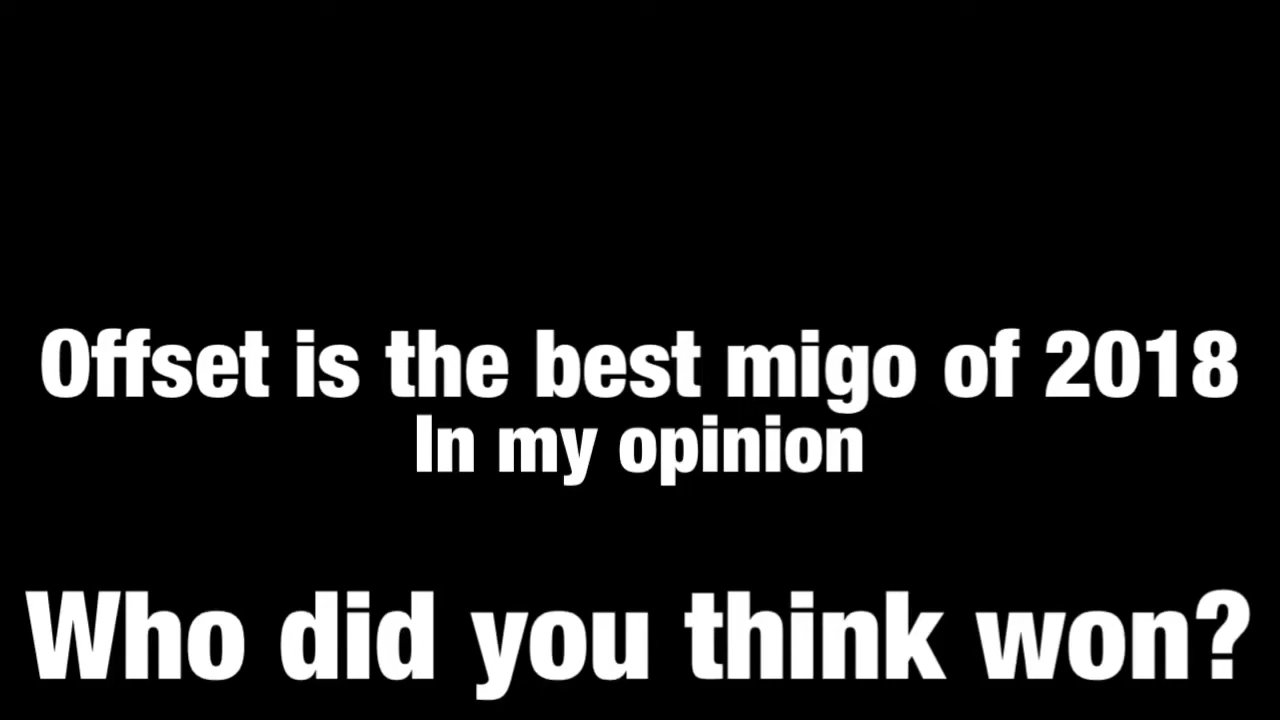 Offset is the best migo of 2018
In my opinion
Who did you think won?